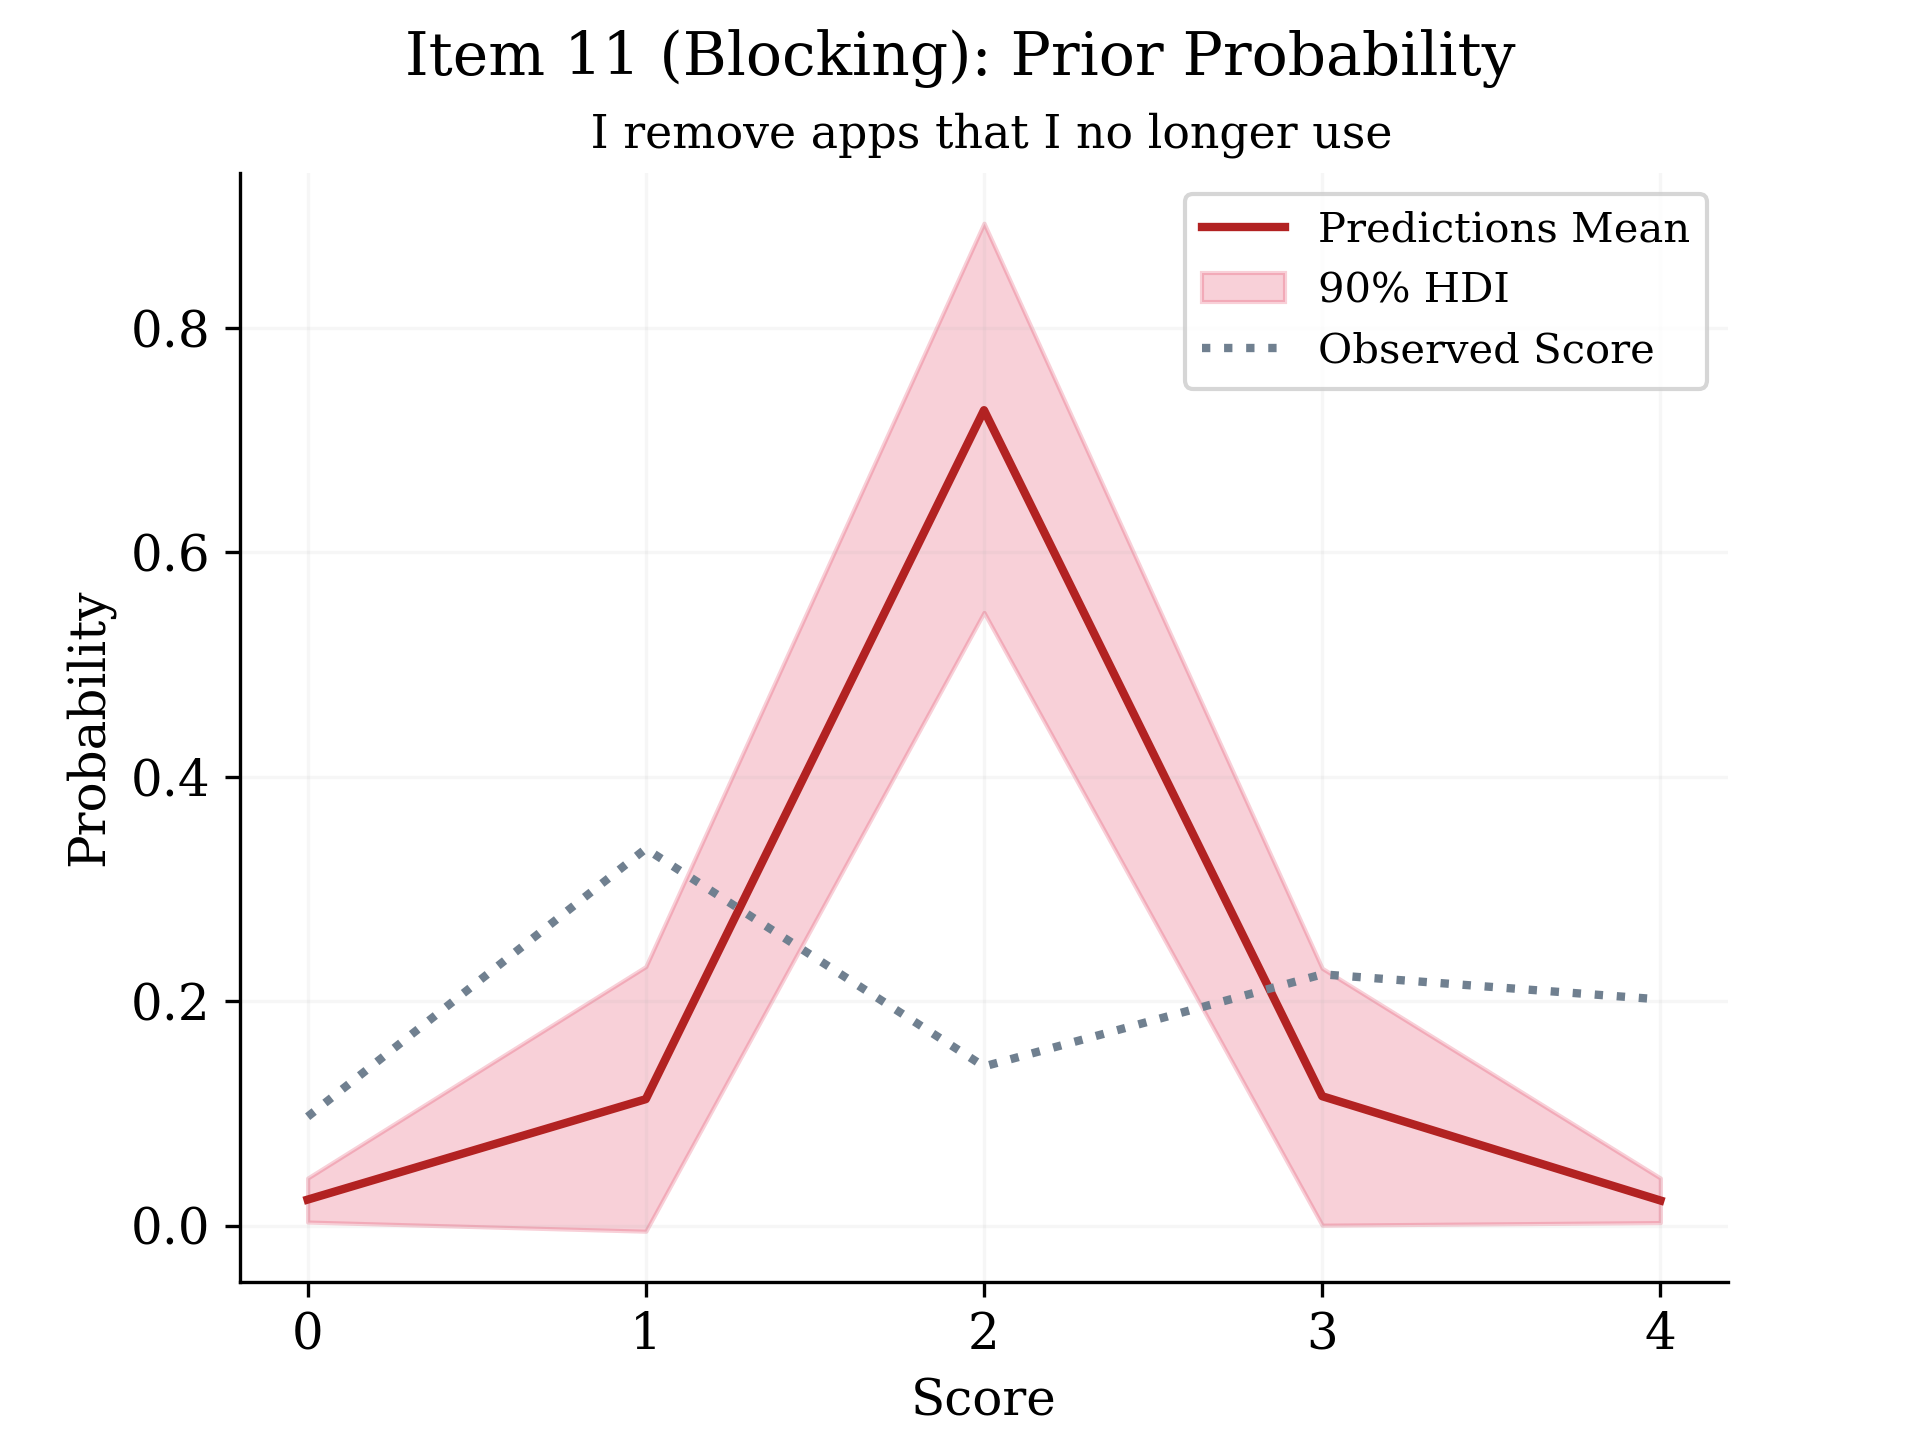 Item 11 (Blocking): Prior Probability
I remove apps that I no longer use
Predictions Mean
90% HDI
Observed Score
Probability
0.8
0.6
0.4
0.2
0.0
0 1 2 3 4
Score